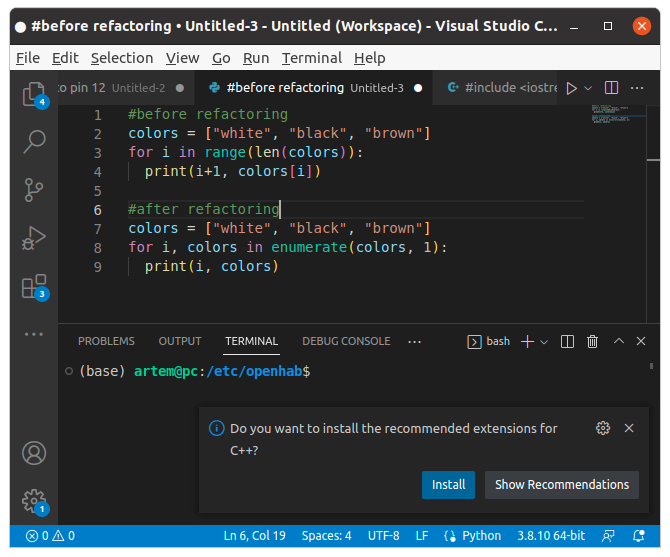 #before refactoring • Untitled-3 - Untitled (Workspace) - Visual Studio C...
File Edit Selection View Go Run Terminal Help
to pin 12 Untitled-2 #before refactoring Untitled-3 #include <iostre
1 #before refactoring
2 colors = ["white", "black", "brown"]
3 for i in range(len(colors)):
4 print(i+1, colors[i])
5
6 #after refactoring
7 colors = ["white", "black", "brown"]
8 for i, colors in enumerate(colors, 1):
9 print(i, colors)
4
3
PROBLEMS OUTPUT TERMINAL DEBUG CONSOLE ··· bash
(base) artem@pc:/etc/openhab$
Do you want to install the recommended extensions for
C++?
Install Show Recommendations
1
0 0 Ln 6, Col 19 Spaces: 4 UTF-8 LF Python 3.8.10 64-bit